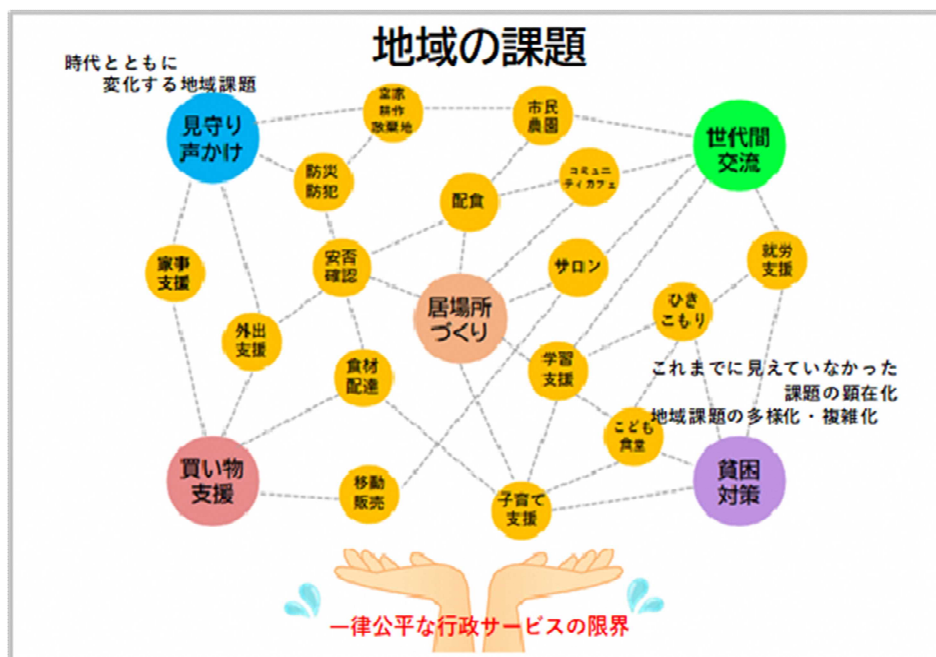 地域の課題
時代とともに
変化する地域課題
見守り
声かけ
空家
耕作
放棄地
市民
農園
世代間
交流
防災
防犯
コミュニ
ティカフェ
配食
家事
支援
安否
確認
サロン
就労
支援
居場所
づくり
ひき
こもり
外出
支援
食材
配達
学習
支援
これまでに見えていなかった
課題の顕在化
地域課題の多様化・複雑化
こども
食堂
買い物
支援
移動
販売
子育て
支援
貧困
対策
一律公平な行政サービスの限界